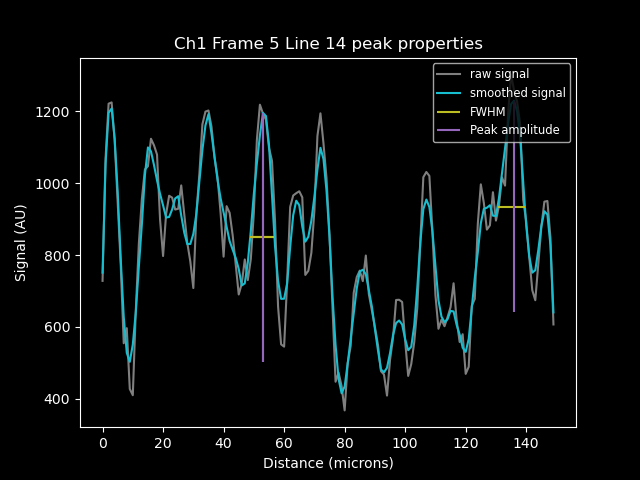 Ch1 Frame 5 Line 14 peak properties
raw signal
smoothed signal
FWHM
Peak amplitude
Signal (AU)
1200
1000
800
600
400
0 20 40 60 80 100 120 140
Distance (microns)